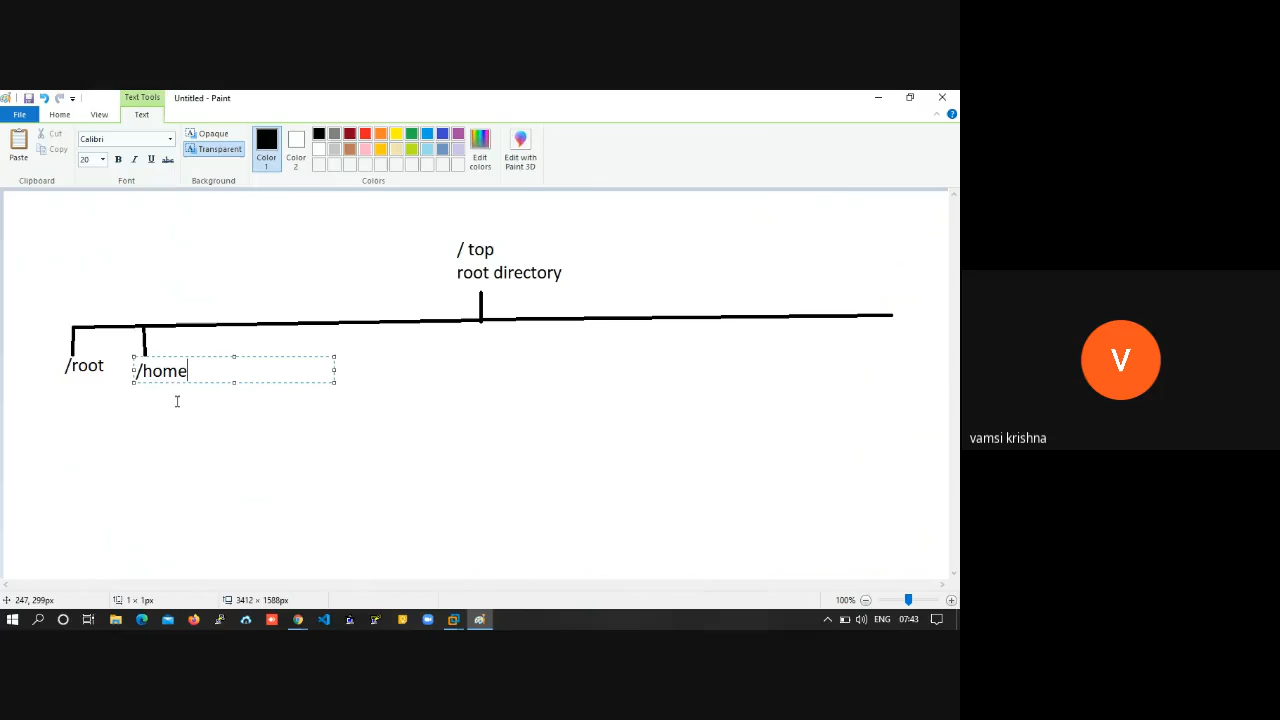 Text Tools
Untitled - Paint
File
Home
View
Text
Paste
Cut
Copy
Calibri
20
B
I
U
abc
Opaque
Transparent
Color
1
Color
2
Edit
colors
Edit with
Paint 3D
Clipboard
Font
Background
Colors
/ top
root directory
/root
/home
V
vamsi krishna
247, 299px
1 × 1px
3412 × 1588px
100%
ENG
07:43